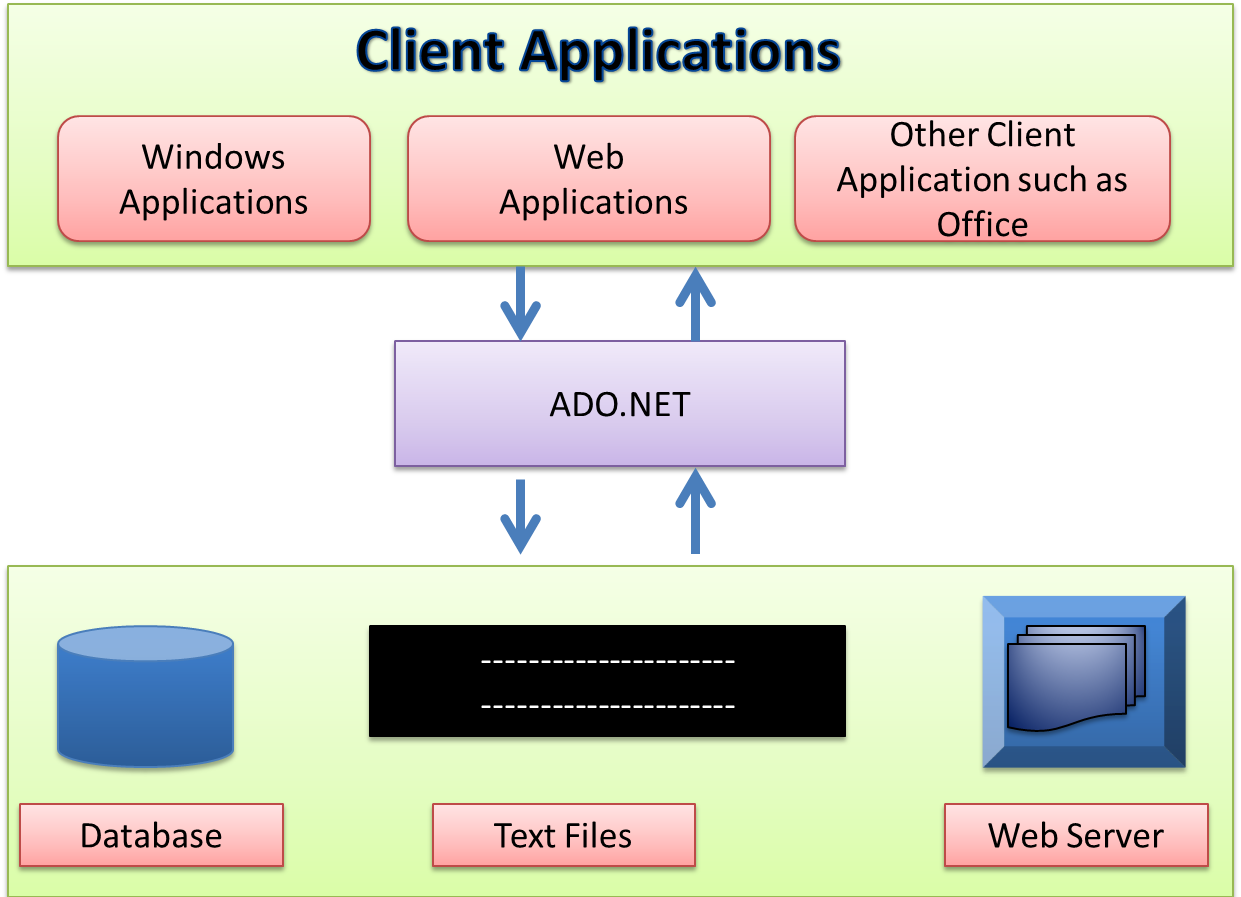 Client Applications
Windows
Applications
Web
Applications
Other Client
Application such as
Office
ADO.NET
---------------------
---------------------
Database
Text Files
Web Server